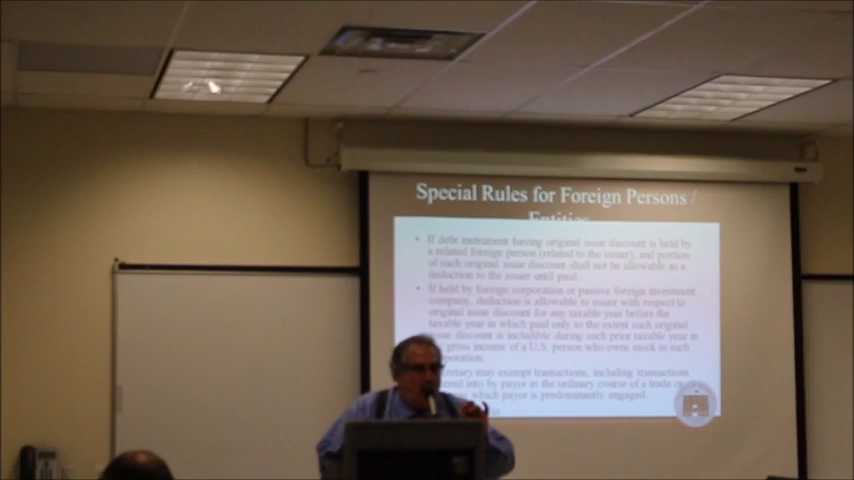 Special Rules for Foreign Persons /
Entities
• If debt instrument having original issue discount is held by
a related foreign person (related to the issuer), and portion
of such original issue discount shall not be allowable as a
deduction to the issuer until paid.
• If held by foreign corporation or passive foreign investment
company, deduction is allowable to issuer with respect to
original issue discount for any taxable year before the
taxable year in which paid only to the extent such original
issue discount is includible during such prior taxable year in
gross income of a U.S. person who owns stock in such
poration.
retary may exempt transactions, including transactions
ered into by payor in the ordinary course of a trade or
which payor is predominantly engaged.